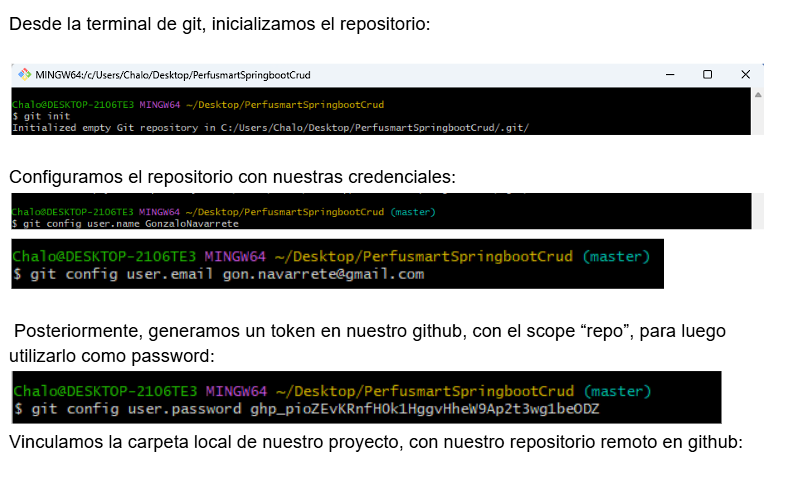 Desde la terminal de git, inicializamos el repositorio:
MINGW64:/c/Users/Chalo/Desktop/PerfusmartSpringbootCrud
Chalo@DESKTOP-2106TE3 MINGW64 ~/Desktop/PerfusmartSpringbootCrud
$ git init
Initialized empty Git repository in C:/Users/Chalo/Desktop/PerfusmartSpringbootCrud/.git/
Configuramos el repositorio con nuestras credenciales:
Chalo@DESKTOP-2106TE3 MINGW64 ~/Desktop/PerfusmartSpringbootCrud (master)
$ git config user.name GonzaloNavarrete
Chalo@DESKTOP-2106TE3 MINGW64 ~/Desktop/PerfusmartSpringbootCrud (master)
$ git config user.email gon.navarrete@gmail.com
Posteriormente, generamos un token en nuestro github, con el scope “repo”, para luego
utilizarlo como password:
Chalo@DESKTOP-2106TE3 MINGW64 ~/Desktop/PerfusmartSpringbootCrud (master)
$ git config user.password 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
Vinculamos la carpeta local de nuestro proyecto, con nuestro repositorio remoto en github: